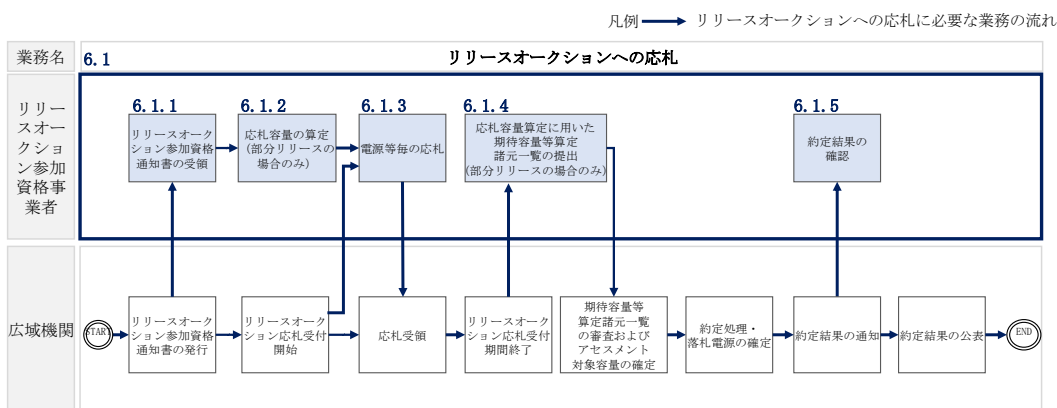 凡例 リリースオークションへの応札に必要な業務の流れ
業務名
6.1
リリースオークションへの応札
リリー
スオー
クショ
ン参加
資格事
業者
6.1.1
リリースオーク
ション参加資格
通知書の受領
6.1.2
応札容量の算定
(部分リリースの
場合のみ)
6.1.3
電源等毎の応札
6.1.4
応札容量算定に用いた
期待容量等算定
諸元一覧の提出
(部分リリースの場合のみ)
6.1.5
約定結果の
確認
広域機関
START
リリースオーク
ション参加資格
通知書の発行
リリースオーク
ション応札受付
開始
応札受領
リリースオーク
ション応札受付
期間終了
期待容量等
算定諸元一覧
の審査および
アセスメント
対象容量の確定
約定処理・
落札電源の確定
約定結果の通知
約定結果の公表
END